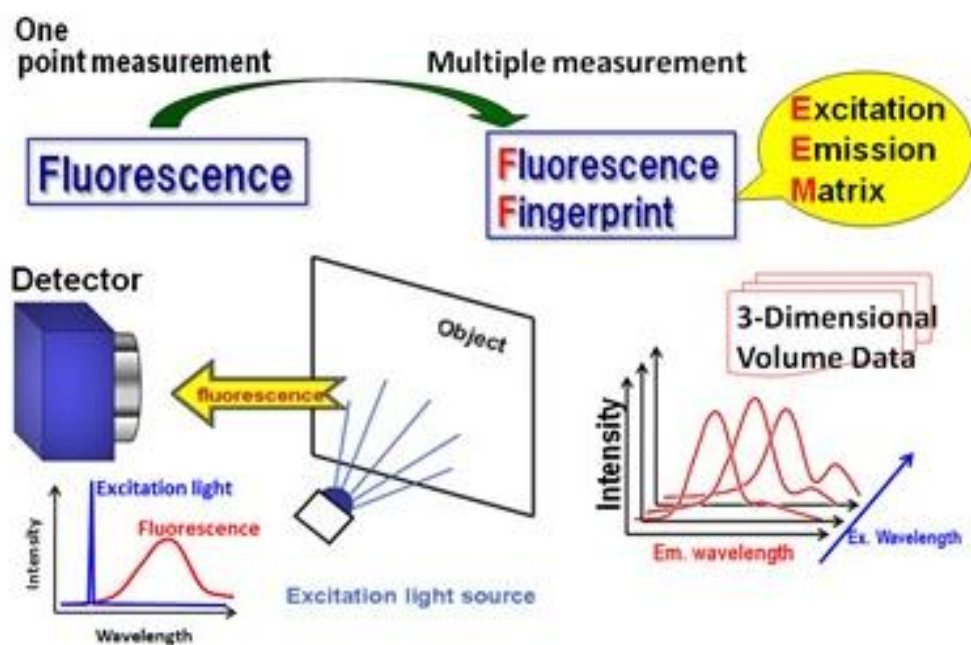 One
point measurement
Multiple measurement
Fluorescence
Fluorescence
Fingerprint
Excitation
Emission
Matrix
Detector
Object
fluorescence
Excitation light source
Excitation light
Fluorescence
Intensity
Wavelength
3-Dimensional
Volume Data
Intensity
Em. wavelength
Ex. Wavelength